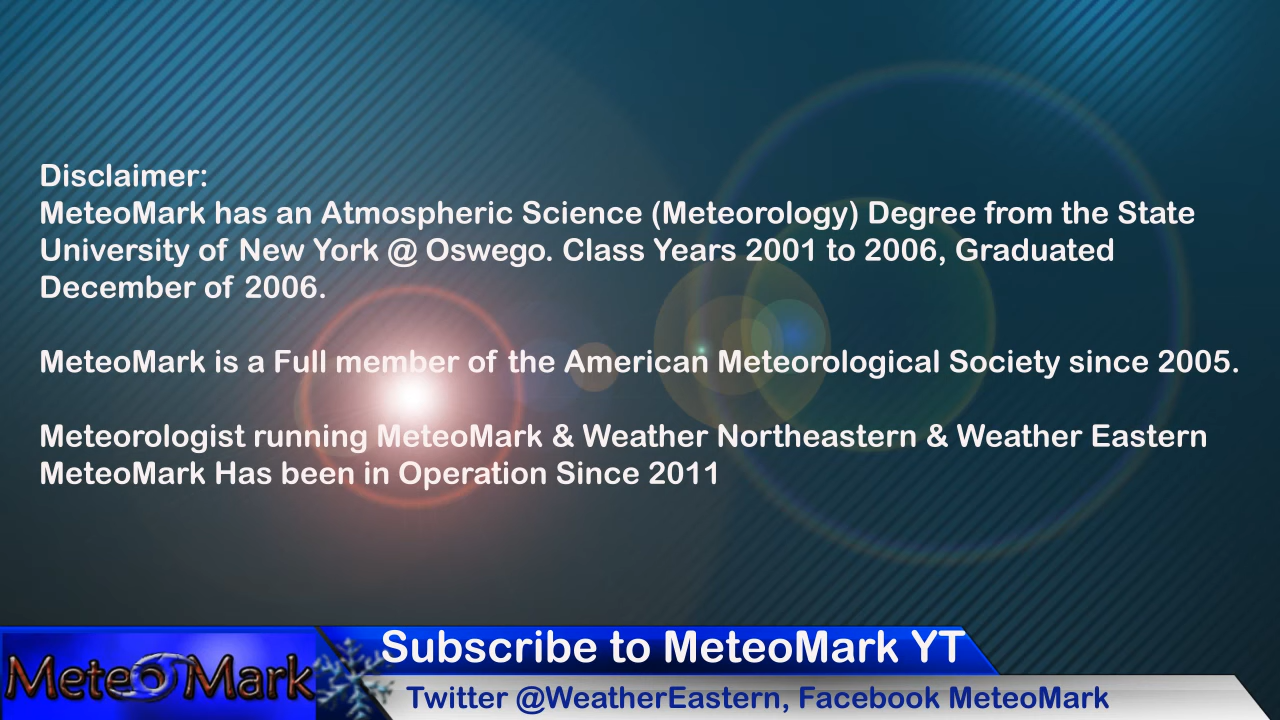 Disclaimer:
MeteoMark has an Atmospheric Science (Meteorology) Degree from the State
University of New York @ Oswego. Class Years 2001 to 2006, Graduated
December of 2006.
MeteoMark is a Full member of the American Meteorological Society since 2005.
Meteorologist running MeteoMark & Weather Northeastern & Weather Eastern
MeteoMark Has been in Operation Since 2011
Subscribe to MeteoMark YT
MeteoMark
Twitter @WeatherEastern, Facebook MeteoMark